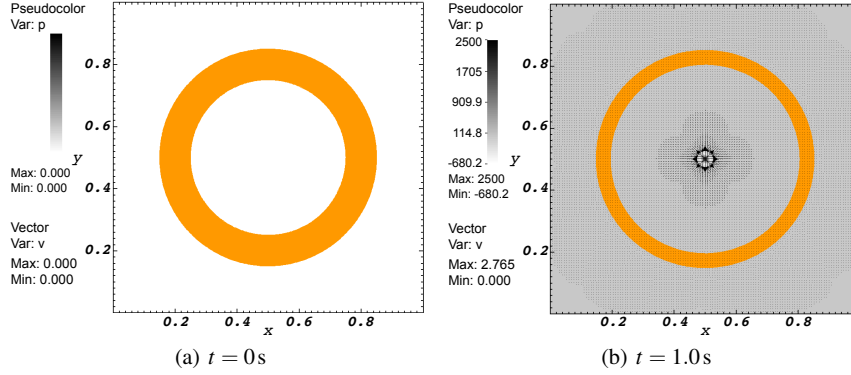 Pseudocolor
Var: p
Max: 0.000
Min: 0.000
Vector
Var: v
Max: 0.000
Min: 0.000
y
0.8
0.6
0.4
0.2
0.2 0.4 0.6 0.8
x
(a) t = 0s
Pseudocolor
Var: p
2500
1705
909.9
114.8
-680.2
Max: 2500
Min: -680.2
Vector
Var: v
Max: 2.765
Min: 0.000
y
0.8
0.6
0.4
0.2
0.2 0.4 0.6 0.8
x
(b) t = 1.0s